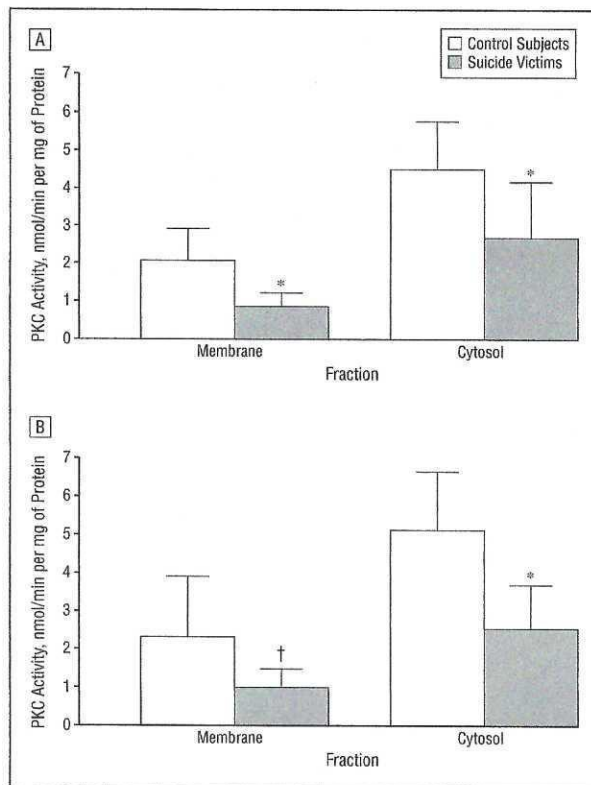 A
Control Subjects
Suicide Victims
PKC Activity, nmol/min per mg of Protein
7
6
5
4
3
2
1
0
*
*
Membrane
Cytosol
Fraction
B
PKC Activity, nmol/min per mg of Protein
7
6
5
4
3
2
1
0
†
*
Membrane
Cytosol
Fraction